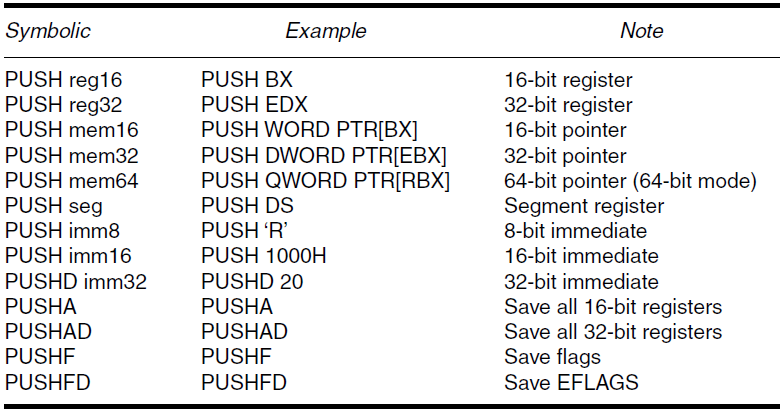 Symbolic Example Note
PUSH reg16 PUSH BX 16-bit register
PUSH reg32 PUSH EDX 32-bit register
PUSH mem16 PUSH WORD PTR[BX] 16-bit pointer
PUSH mem32 PUSH DWORD PTR[EBX] 32-bit pointer
PUSH mem64 PUSH QWORD PTR[RBX] 64-bit pointer (64-bit mode)
PUSH seg PUSH DS Segment register
PUSH imm8 PUSH ‘R’ 8-bit immediate
PUSH imm16 PUSH 1000H 16-bit immediate
PUSHD imm32 PUSHD 20 32-bit immediate
PUSHA PUSHA Save all 16-bit registers
PUSHAD PUSHAD Save all 32-bit registers
PUSHF PUSHF Save flags
PUSHFD PUSHFD Save EFLAGS